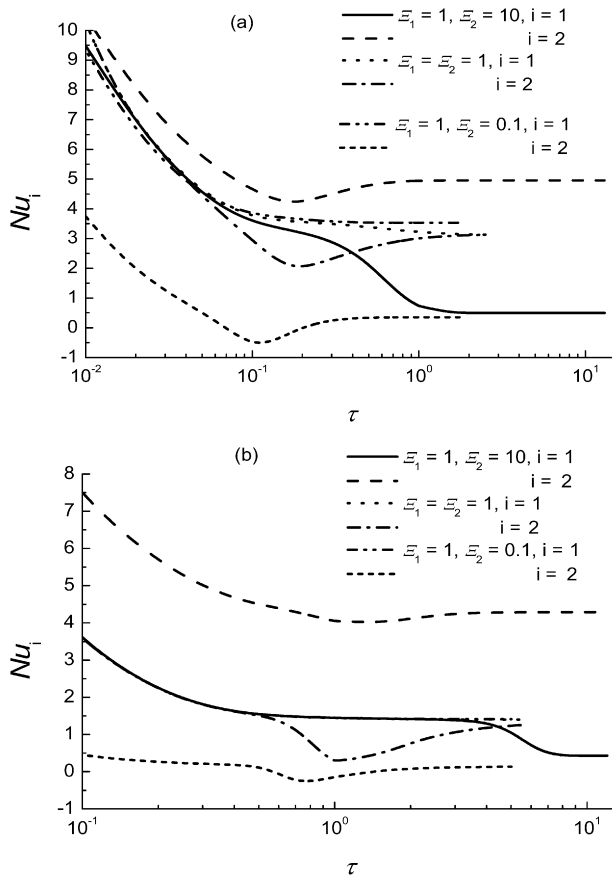 (a)
Ξ₁ = 1, Ξ₂ = 10, i = 1
i = 2
Ξ₁ = Ξ₂ = 1, i = 1
i = 2
Ξ₁ = 1, Ξ₂ = 0.1, i = 1
i = 2
10
9
8
7
6
5
4
3
2
1
0
-1
Nuᵢ
10⁻² 10⁻¹ 10⁰ 10¹
τ
(b)
Ξ₁ = 1, Ξ₂ = 10, i = 1
i = 2
Ξ₁ = Ξ₂ = 1, i = 1
i = 2
Ξ₁ = 1, Ξ₂ = 0.1, i = 1
i = 2
8
7
6
5
4
3
2
1
0
-1
Nuᵢ
10⁻¹ 10⁰ 10¹
τ